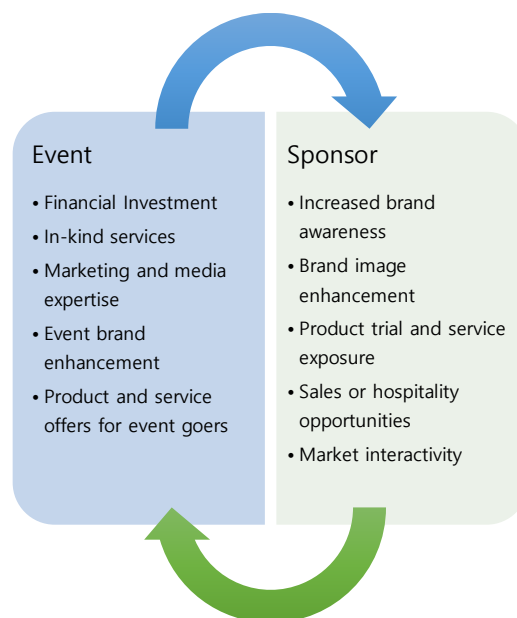 Event
• Financial Investment
• In-kind services
• Marketing and media
expertise
• Event brand
enhancement
• Product and service
offers for event goers
Sponsor
• Increased brand
awareness
• Brand image
enhancement
• Product trial and service
exposure
• Sales or hospitality
opportunities
• Market interactivity